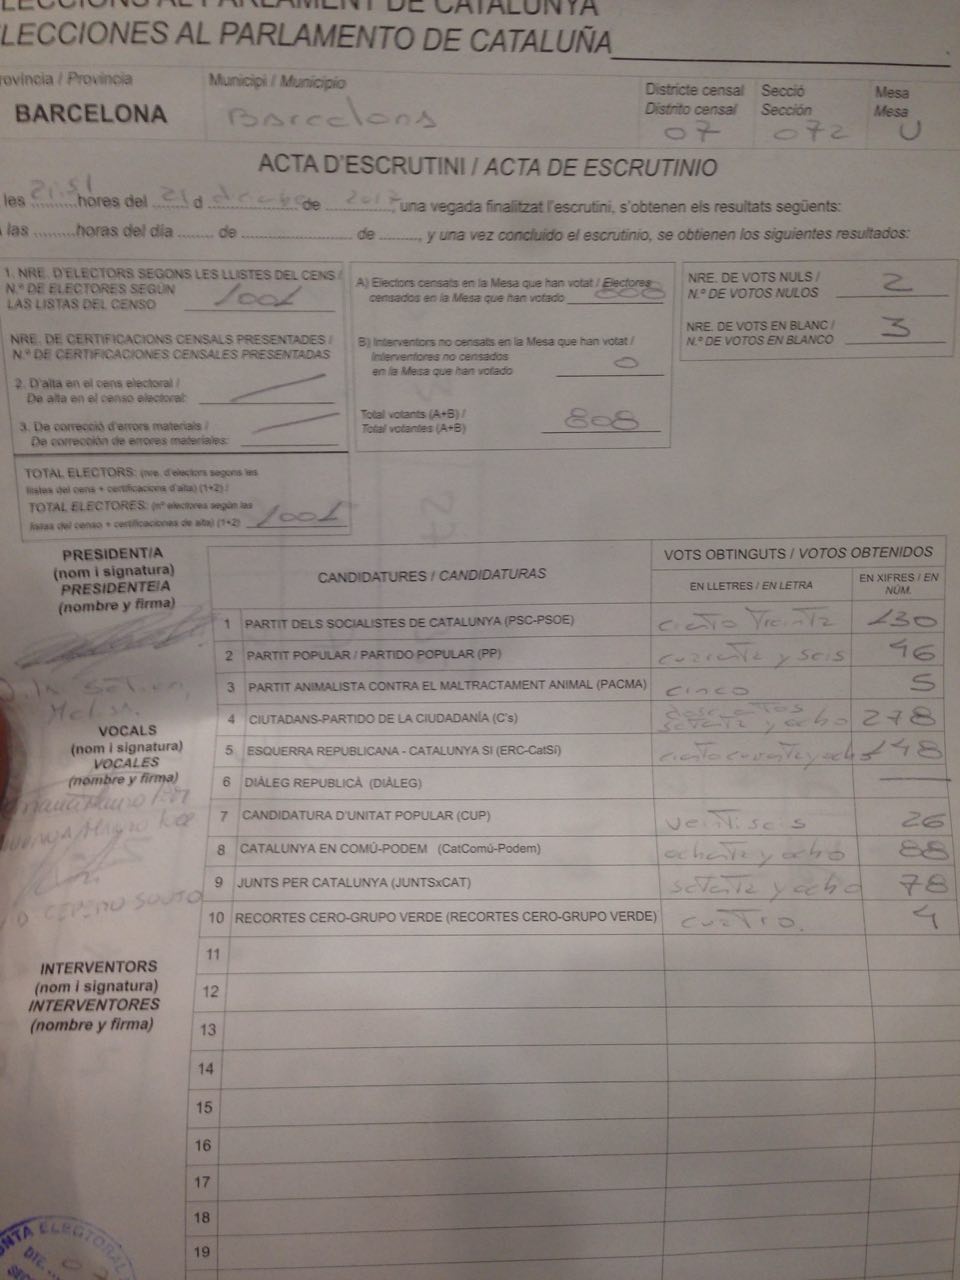 ELECCIONS AL PARLAMENT DE CATALUNYA
ELECCIONES AL PARLAMENTO DE CATALUÑA
Província / Provincia
BARCELONA
Municipi / Municipio
Barcelona
Districte censal
Distrito censal
07
Secció
Sección
072
Mesa
Mesa
U
ACTA D'ESCRUTINI / ACTA DE ESCRUTINIO
les 21:51 hores del 21 d de 2017, una vegada finalitzat l'escrutini, s'obtenen els resultats següents:
las ........horas del día ...... de ...................... de ......., y una vez concluido el escrutinio, se obtienen los siguientes resultados:
1. NRE. D'ELECTORS SEGONS LES LLISTES DEL CENS /
N.º DE ELECTORES SEGÚN
LAS LISTAS DEL CENSO 1001
NRE. DE CERTIFICACIONS CENSALS PRESENTADES /
N.º DE CERTIFICACIONES CENSALES PRESENTADAS
2. D'alta en el cens electoral /
De alta en el censo electoral:
3. De correcció d'errors materials /
De corrección de errores materiales:
TOTAL ELECTORS: (nre. d'electors segons les
llistes del cens + certificacions d'alta) (1+2) /
TOTAL ELECTORES: (nº electores según las
listas del censo + certificaciones de alta) (1+2) 1001
A) Electors censats en la Mesa que han votat / Electores
censados en la Mesa que han votado 808
B) Interventors no censats en la Mesa que han votat /
Interventores no censados
en la Mesa que han votado 0
Total votants (A+B) /
Total votantes (A+B) 808
NRE. DE VOTS NULS /
N.º DE VOTOS NULOS 2
NRE. DE VOTS EN BLANC /
N.º DE VOTOS EN BLANCO 3
PRESIDENT/A
(nom i signatura)
PRESIDENTE/A
(nombre y firma)
VOCALS
(nom i signatura)
VOCALES
(nombre y firma)
INTERVENTORS
(nom i signatura)
INTERVENTORES
(nombre y firma)
CANDIDATURES / CANDIDATURAS
VOTS OBTINGUTS / VOTOS OBTENIDOS
EN LLETRES / EN LETRA
EN XIFRES / EN
NÚM.
1 PARTIT DELS SOCIALISTES DE CATALUNYA (PSC-PSOE) ciento treinta 130
2 PARTIT POPULAR / PARTIDO POPULAR (PP) cuarenta y seis 46
3 PARTIT ANIMALISTA CONTRA EL MALTRACTAMENT ANIMAL (PACMA) cinco 5
4 CIUTADANS-PARTIDO DE LA CIUDADANÍA (C's) doscientos setenta y ocho 278
5 ESQUERRA REPUBLICANA - CATALUNYA SÍ (ERC-CatSí) ciento cuarenta y ocho 148
6 DIÀLEG REPUBLICÀ (DIÀLEG) —
7 CANDIDATURA D'UNITAT POPULAR (CUP) veintiseis 26
8 CATALUNYA EN COMÚ-PODEM (CatComú-Podem) ochenta y ocho 88
9 JUNTS PER CATALUNYA (JUNTSxCAT) setenta y ocho 78
10 RECORTES CERO-GRUPO VERDE (RECORTES CERO-GRUPO VERDE) cuatro. 4
11
12
13
14
15
16
17
18
19